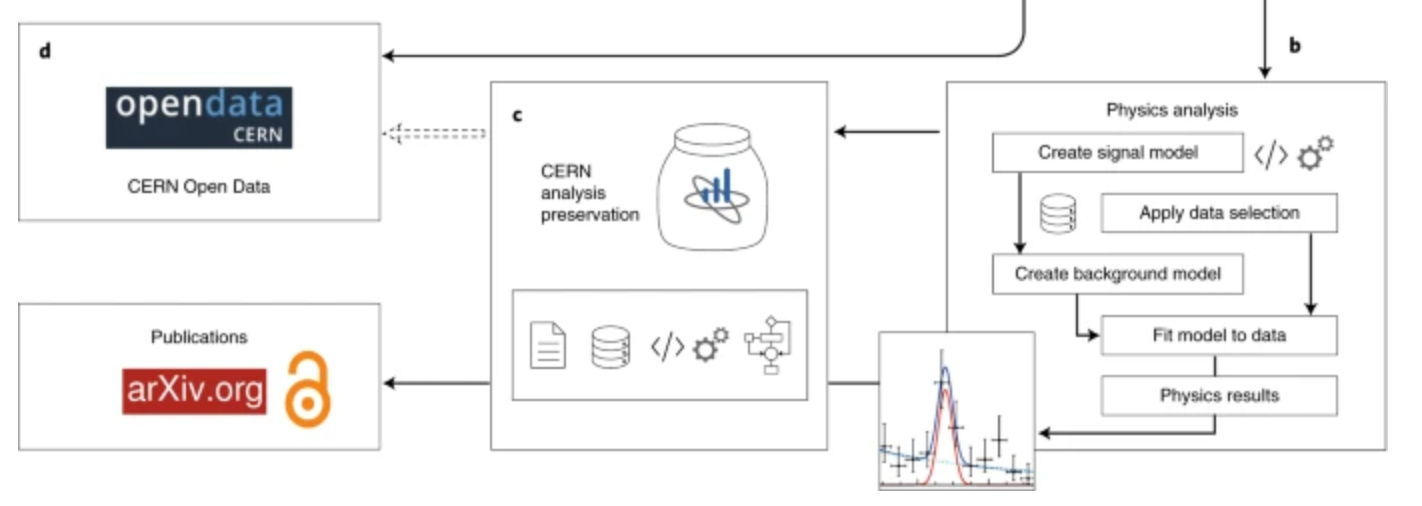 d
opendata
CERN
CERN Open Data
Publications
arXiv.org
c
CERN
analysis
preservation
</>
b
Physics analysis
Create signal model
</>
Apply data selection
Create background model
Fit model to data
Physics results